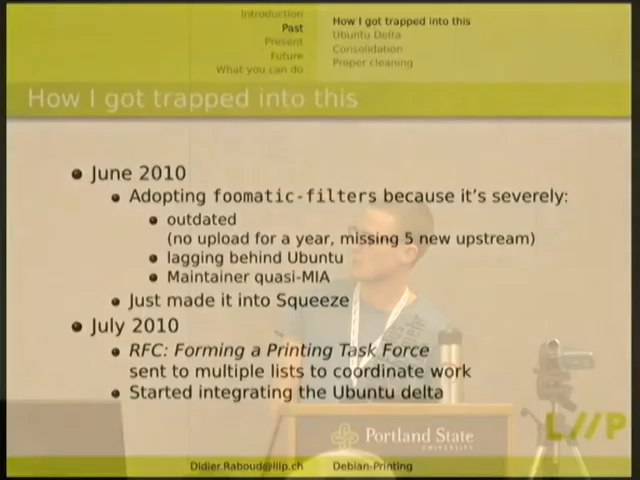 Introduction
Past
Present
Future
What you can do
How I got trapped into this
Ubuntu Delta
Consolidation
Proper cleaning
How I got trapped into this
June 2010
Adopting foomatic-filters because it's severely:
outdated
(no upload for a year, missing 5 new upstream)
lagging behind Ubuntu
Maintainer quasi-MIA
Just made it into Squeeze
July 2010
RFC: Forming a Printing Task Force
sent to multiple lists to coordinate work
Started integrating the Ubuntu delta
Portland State
UNIVERSITY
L//P
Didier.Raboud@liip.ch
Debian-Printing